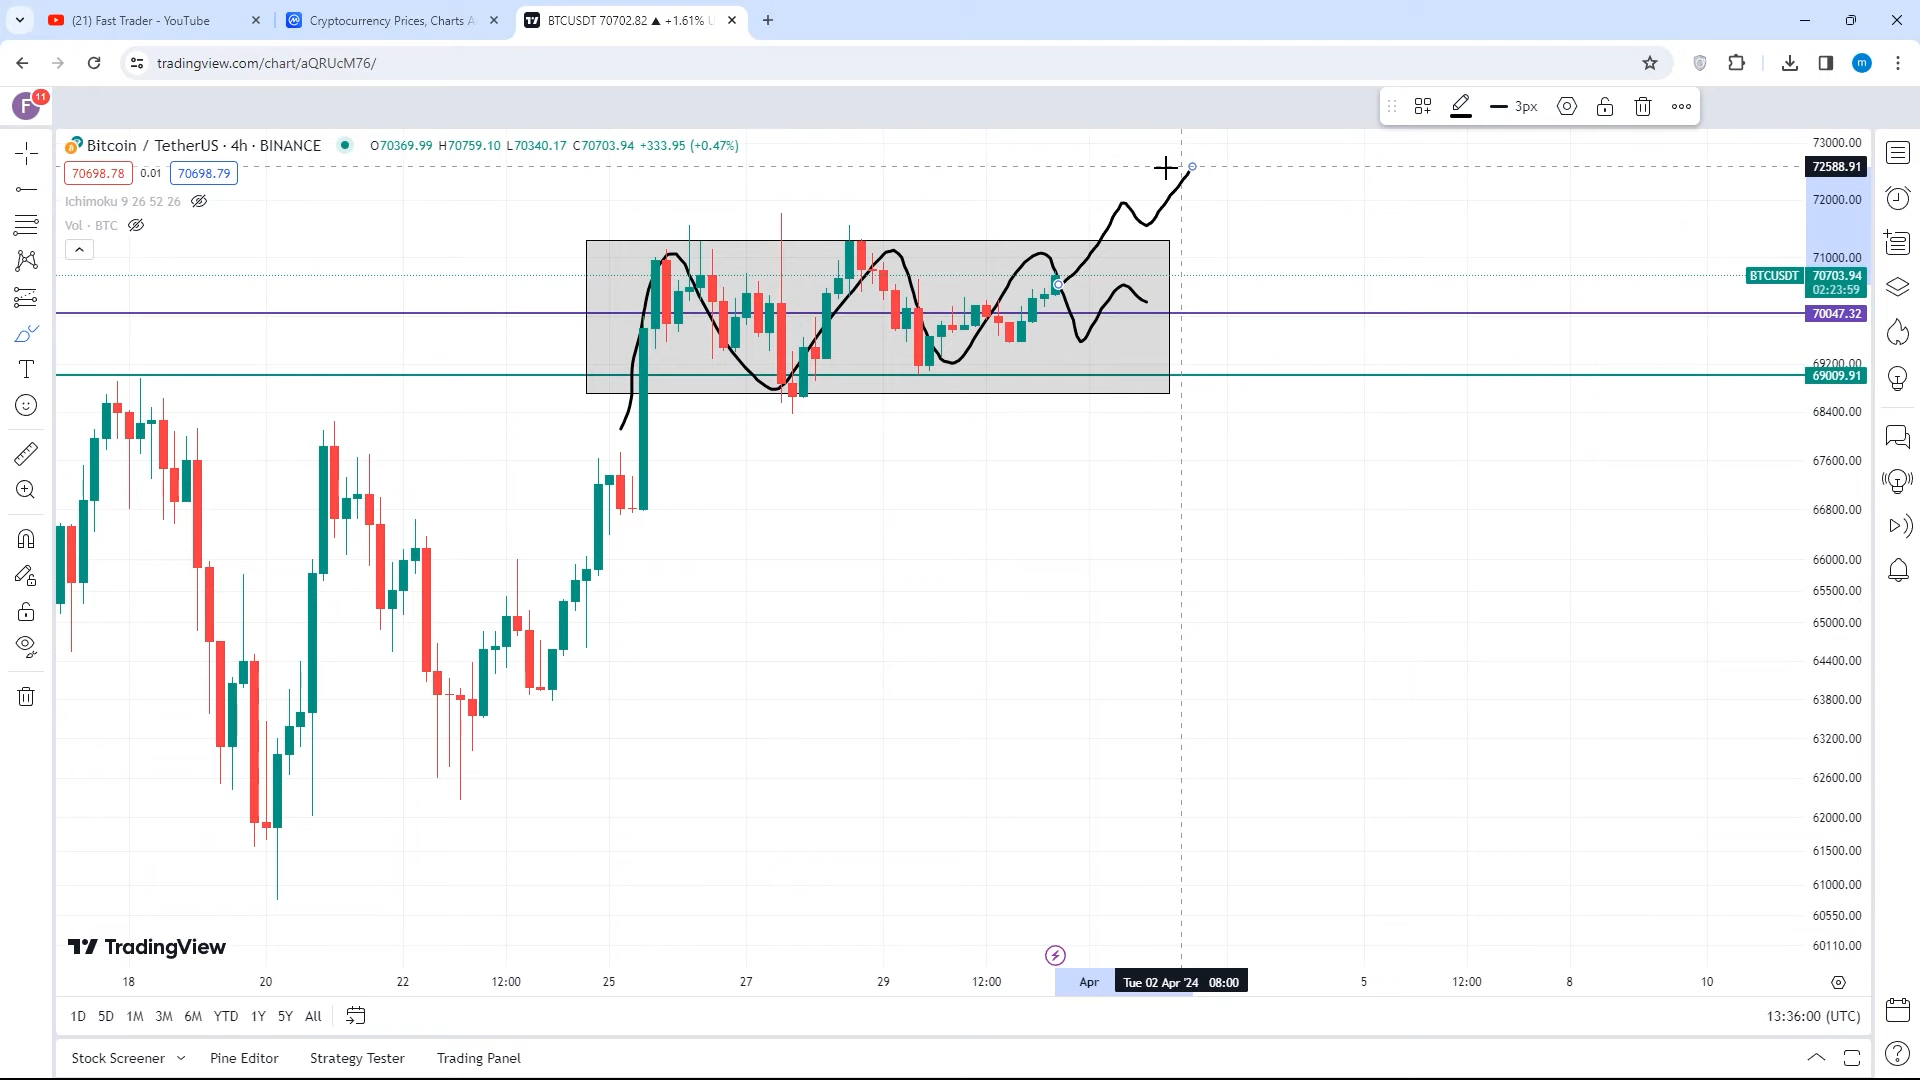 (21) Fast Trader - YouTube
Cryptocurrency Prices, Charts A
BTCUSDT 70702.82 ▲ +1.61% U
tradingview.com/chart/aQRUcM76/
m
F 11
3px
Bitcoin / TetherUS · 4h · BINANCE O70369.99 H70759.10 L70340.17 C70703.94 +333.95 (+0.47%)
70698.78 0.01 70698.79
Ichimoku 9 26 52 26
Vol · BTC
73000.00
72588.91
72000.00
71000.00
BTCUSDT 70703.94
02:23:59
70047.32
69200.00
69009.91
68400.00
67600.00
66800.00
66000.00
65500.00
65000.00
64400.00
63800.00
63200.00
62600.00
62000.00
61500.00
61000.00
60550.00
60110.00
TradingView
18 20 22 12:00 25 27 29 12:00 Apr Tue 02 Apr '24 08:00 5 12:00 8 10
1D 5D 1M 3M 6M YTD 1Y 5Y All 13:36:00 (UTC)
Stock Screener Pine Editor Strategy Tester Trading Panel